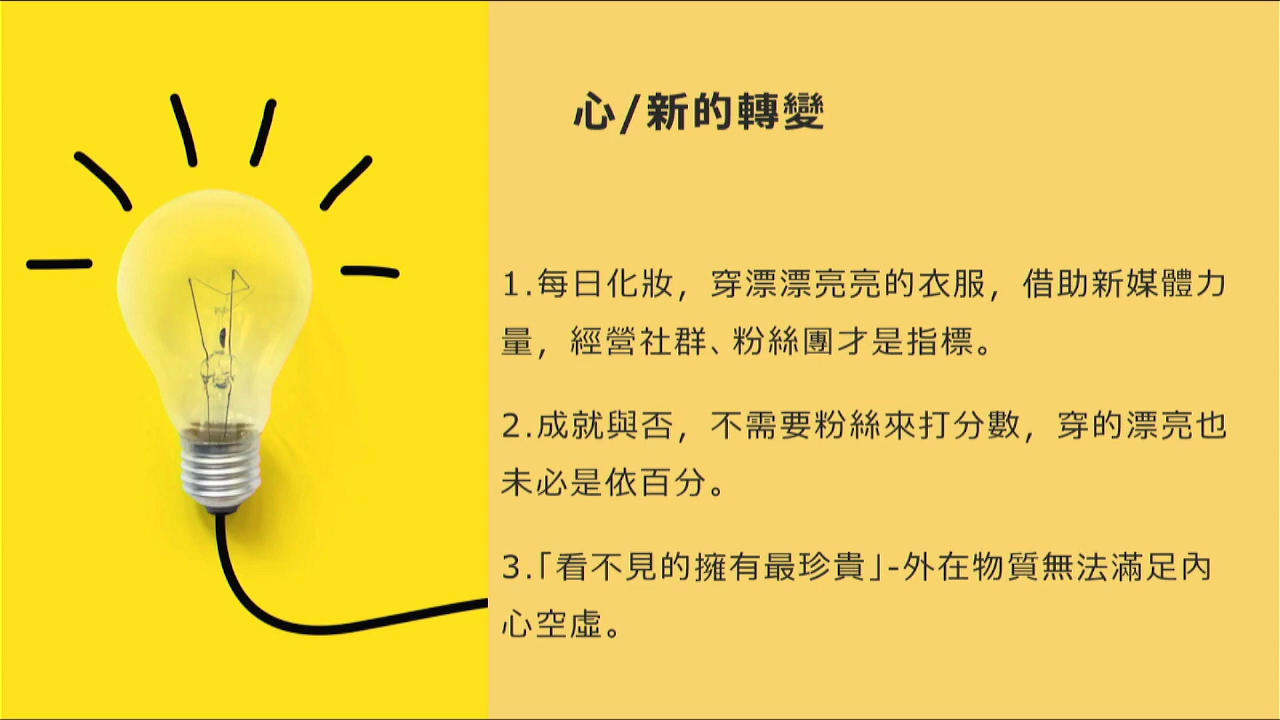 心/新的轉變
1.每日化妝，穿漂漂亮亮的衣服，借助新媒體力
量，經營社群、粉絲團才是指標。
2.成就與否，不需要粉絲來打分數，穿的漂亮也
未必是依百分。
3.「看不見的擁有最珍貴」-外在物質無法滿足內
心空虛。